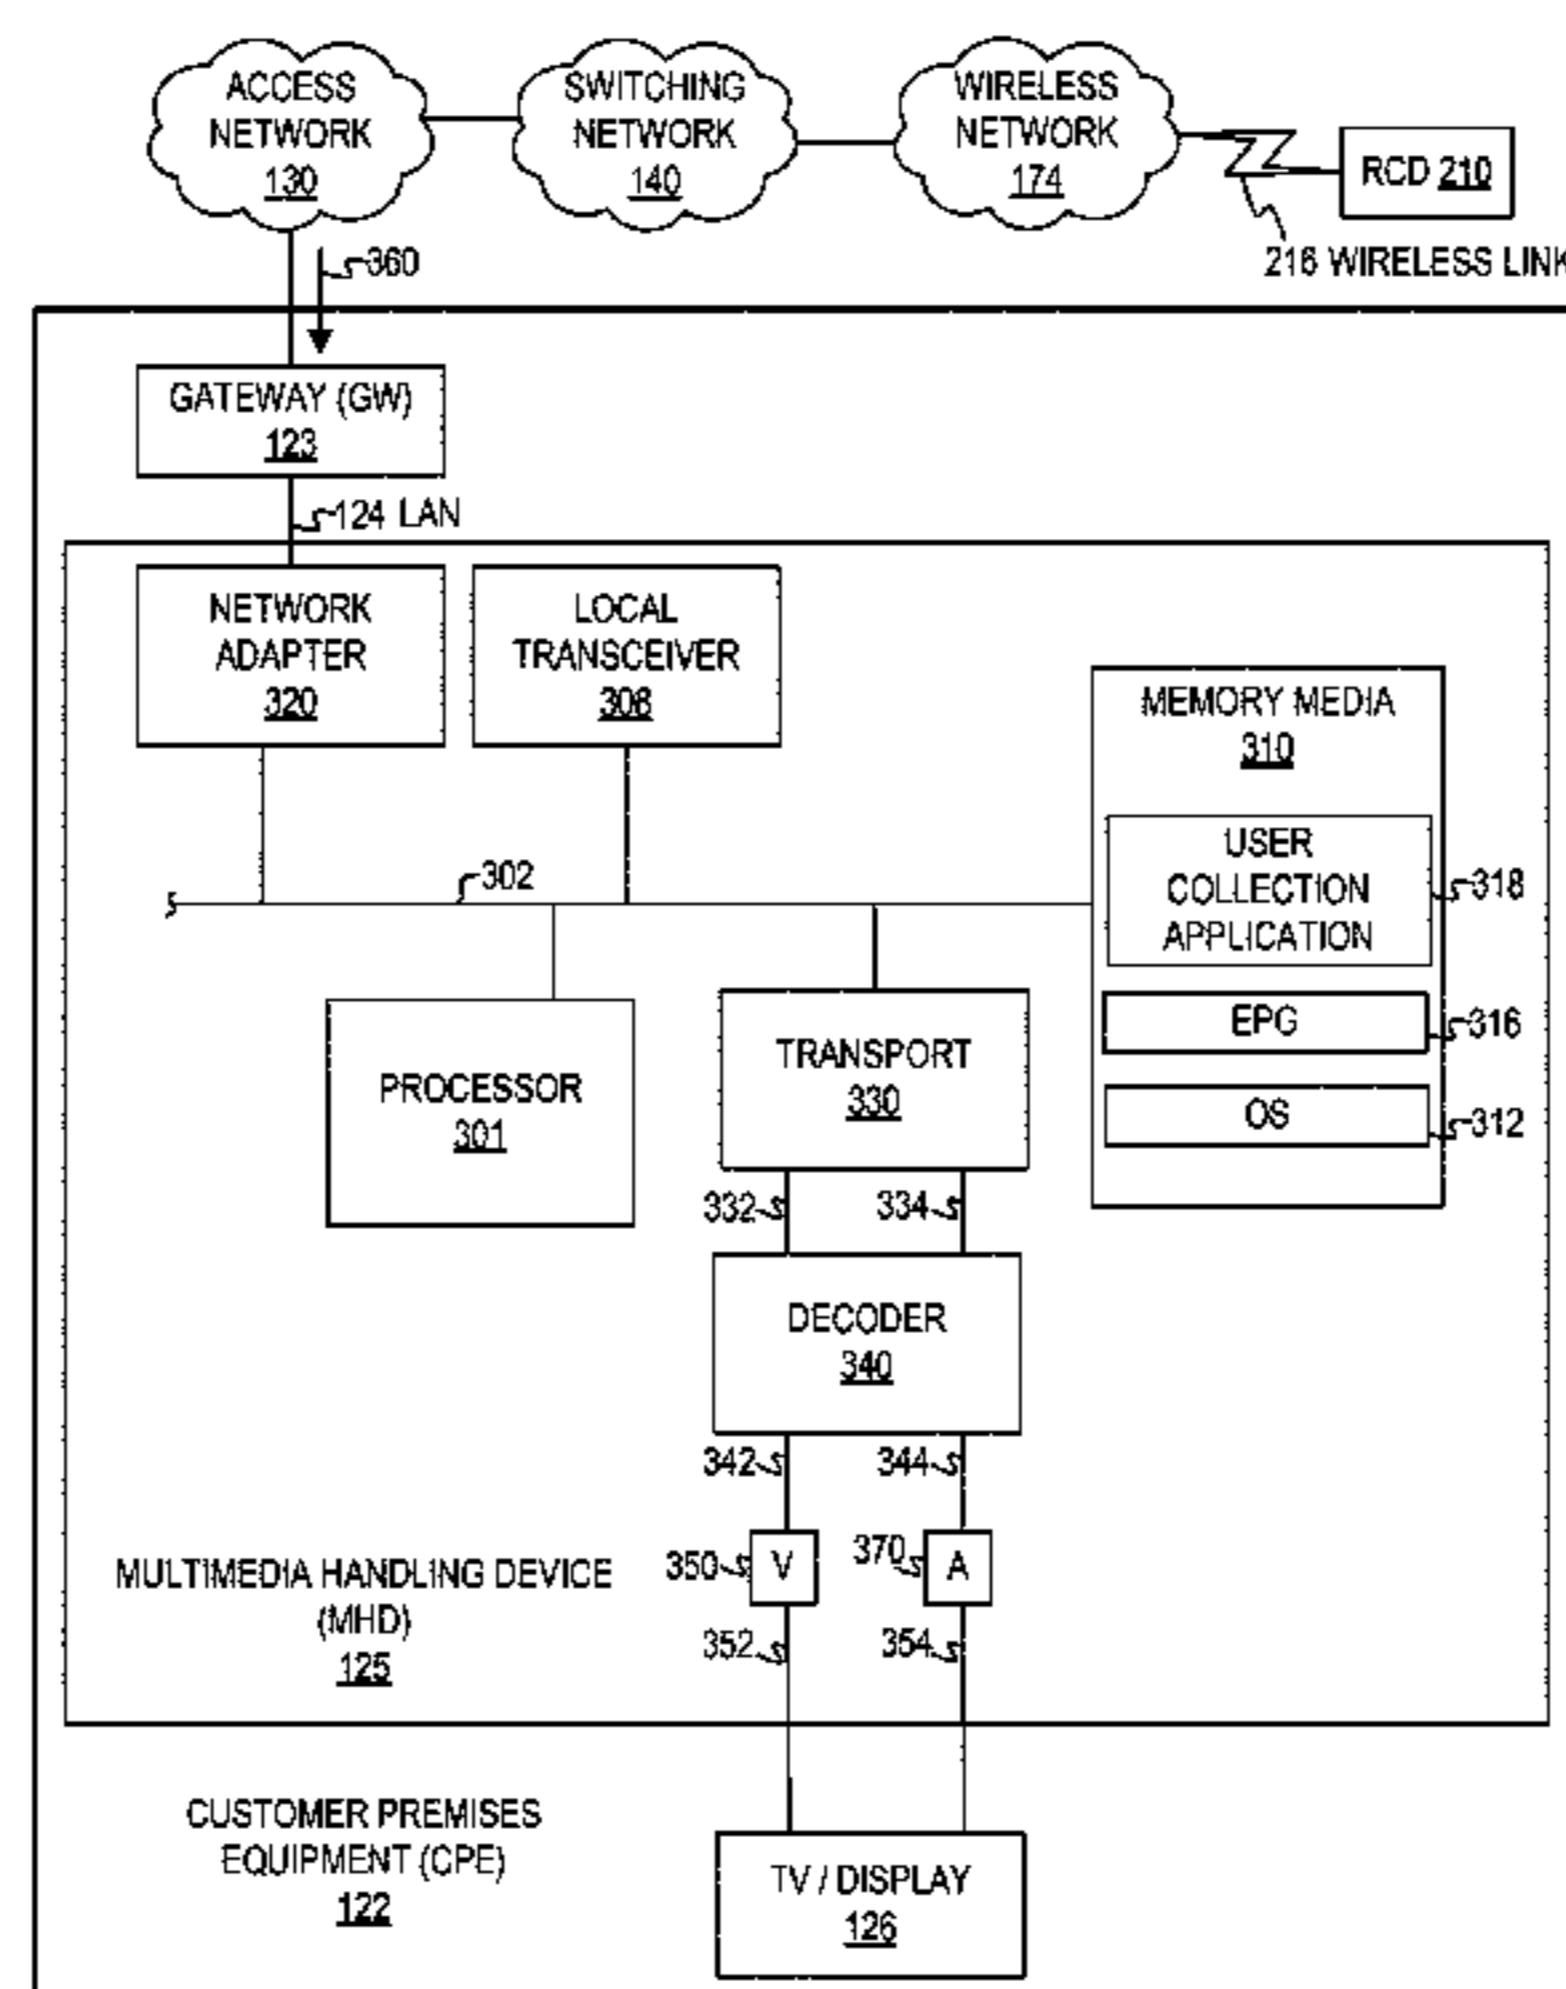 ACCESS
NETWORK
130
SWITCHING
NETWORK
140
WIRELESS
NETWORK
174
RCD 210
216 WIRELESS LINK
360
GATEWAY (GW)
123
124 LAN
NETWORK
ADAPTER
320
LOCAL
TRANSCEIVER
308
MEMORY MEDIA
310
USER
COLLECTION
APPLICATION
318
302
EPG
316
OS
312
PROCESSOR
301
TRANSPORT
330
332
334
DECODER
340
342
344
350
V
370
A
352
354
MULTIMEDIA HANDLING DEVICE
(MHD)
125
CUSTOMER PREMISES
EQUIPMENT (CPE)
122
TV / DISPLAY
126